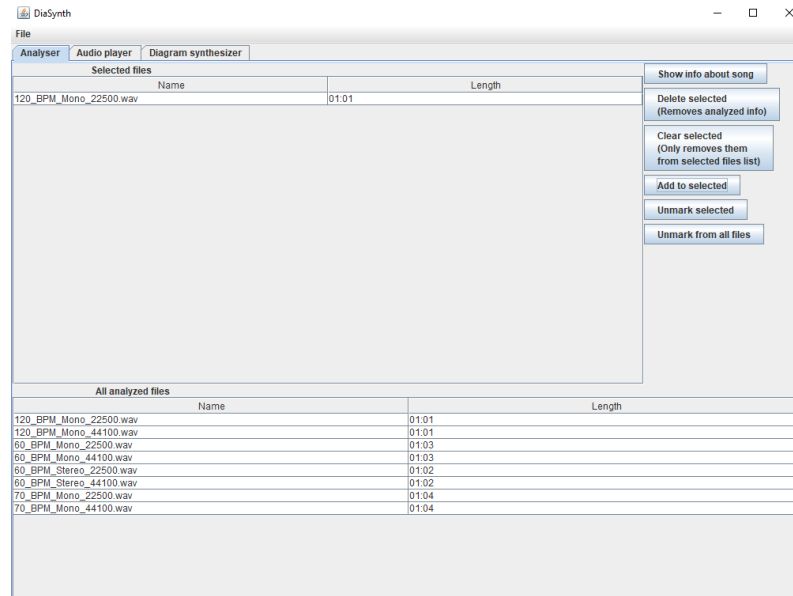 DiaSynth
File
Analyser Audio player Diagram synthesizer
Selected files
Name Length
120_BPM_Mono_22500.wav 01:01
Show info about song
Delete selected
(Removes analyzed info)
Clear selected
(Only removes them
from selected files list)
Add to selected
Unmark selected
Unmark from all files
All analyzed files
Name Length
120_BPM_Mono_22500.wav 01:01
120_BPM_Mono_44100.wav 01:01
60_BPM_Mono_22500.wav 01:03
60_BPM_Mono_44100.wav 01:03
60_BPM_Stereo_22500.wav 01:02
60_BPM_Stereo_44100.wav 01:02
70_BPM_Mono_22500.wav 01:04
70_BPM_Mono_44100.wav 01:04